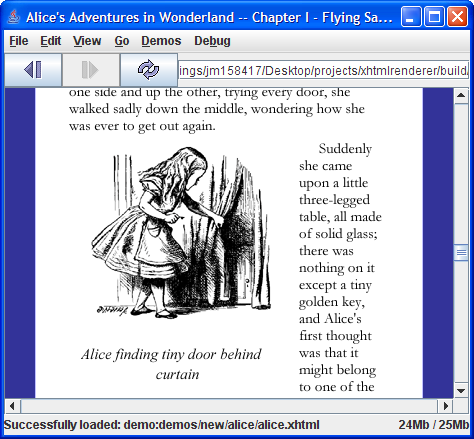 Alice's Adventures in Wonderland -- Chapter I - Flying Sa...
File Edit View Go Demos Debug
ings/jm158417/Desktop/projects/xhtmlrenderer/build/
one side and up the other, trying every door, she
walked sadly down the middle, wondering how she
was ever to get out again.
Suddenly
she came
upon a little
three-legged
table, all made
of solid glass;
there was
nothing on it
except a tiny
golden key,
and Alice's
first thought
was that it
might belong
to one of the
Alice finding tiny door behind
curtain
Successfully loaded: demo:demos/new/alice/alice.xhtml 24Mb / 25Mb